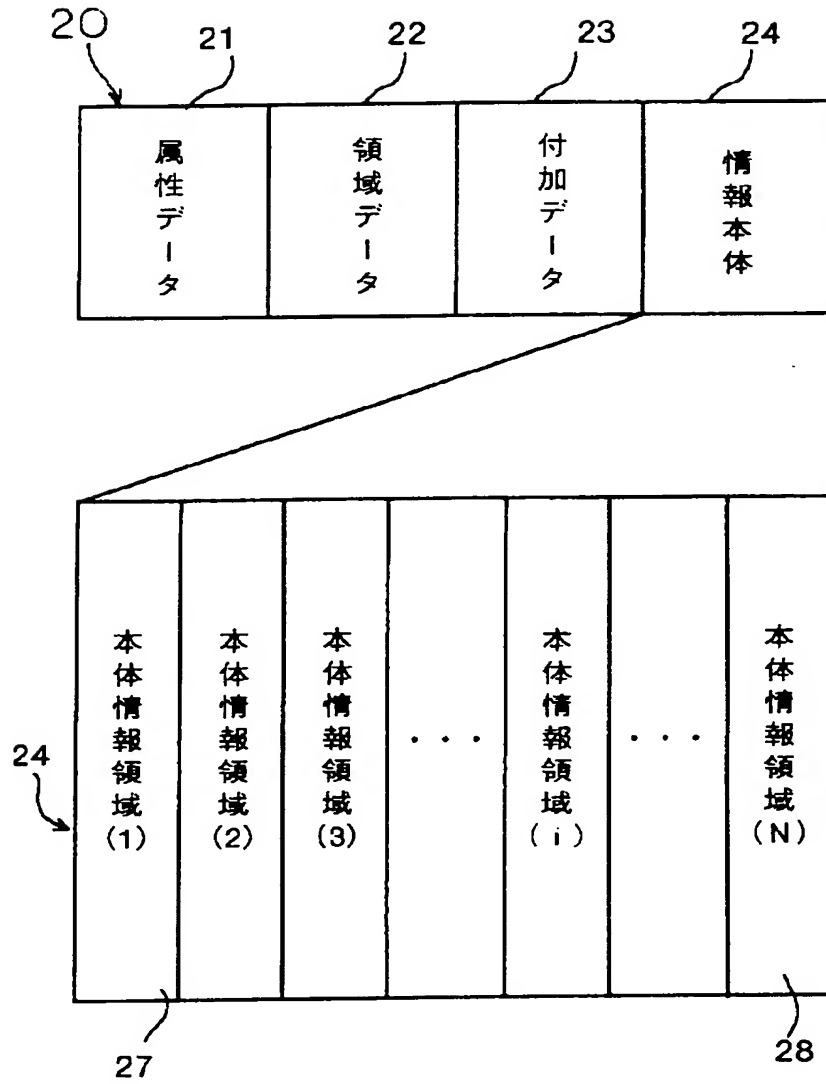 20
21
22
23
24
属性データ
領域データ
付加データ
情報本体
24
本体情報領域(1)
本体情報領域(2)
本体情報領域(3)
・・・
本体情報領域(i)
・・・
本体情報領域(N)
27
28